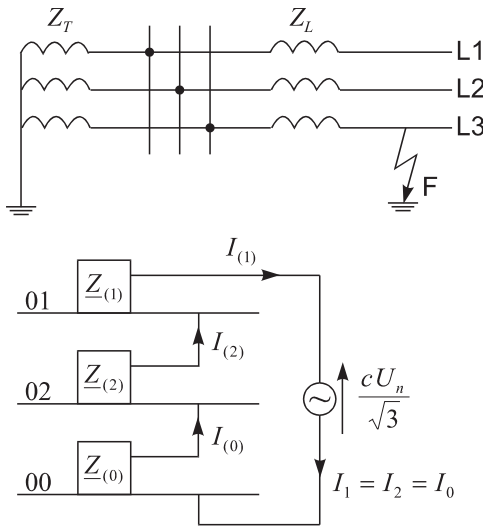 Z_T Z_L
L1
L2
L3
F
I_(1)
01 Z_(1)
I_(2)
02 Z_(2)
cU_n/√3
I_(0)
00 Z_(0)
I_1 = I_2 = I_0